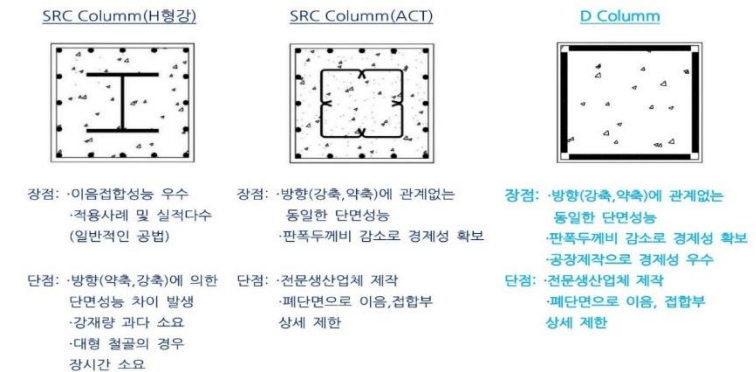 SRC Columm(H형강)
SRC Columm(ACT)
D Columm
장점: ·이음접합성능 우수
·적용사례 및 실적다수
(일반적인 공법)
단점: ·방향(약축,강축)에 의한
단면성능 차이 발생
·강재량 과다 소요
·대형 철골의 경우
장시간 소요
장점: ·방향(강축,약축)에 관계없는
동일한 단면성능
·판폭두께비 감소로 경제성 확보
단점: ·전문생산업체 제작
·폐단면으로 이음,접합부
상세 제한
장점: ·방향(강축,약축)에 관계없는
동일한 단면성능
·판폭두께비 감소로 경제성 확보
·공장제작으로 경제성 우수
단점: ·전문생산업체 제작
·폐단면으로 이음, 접합부
상세 제한